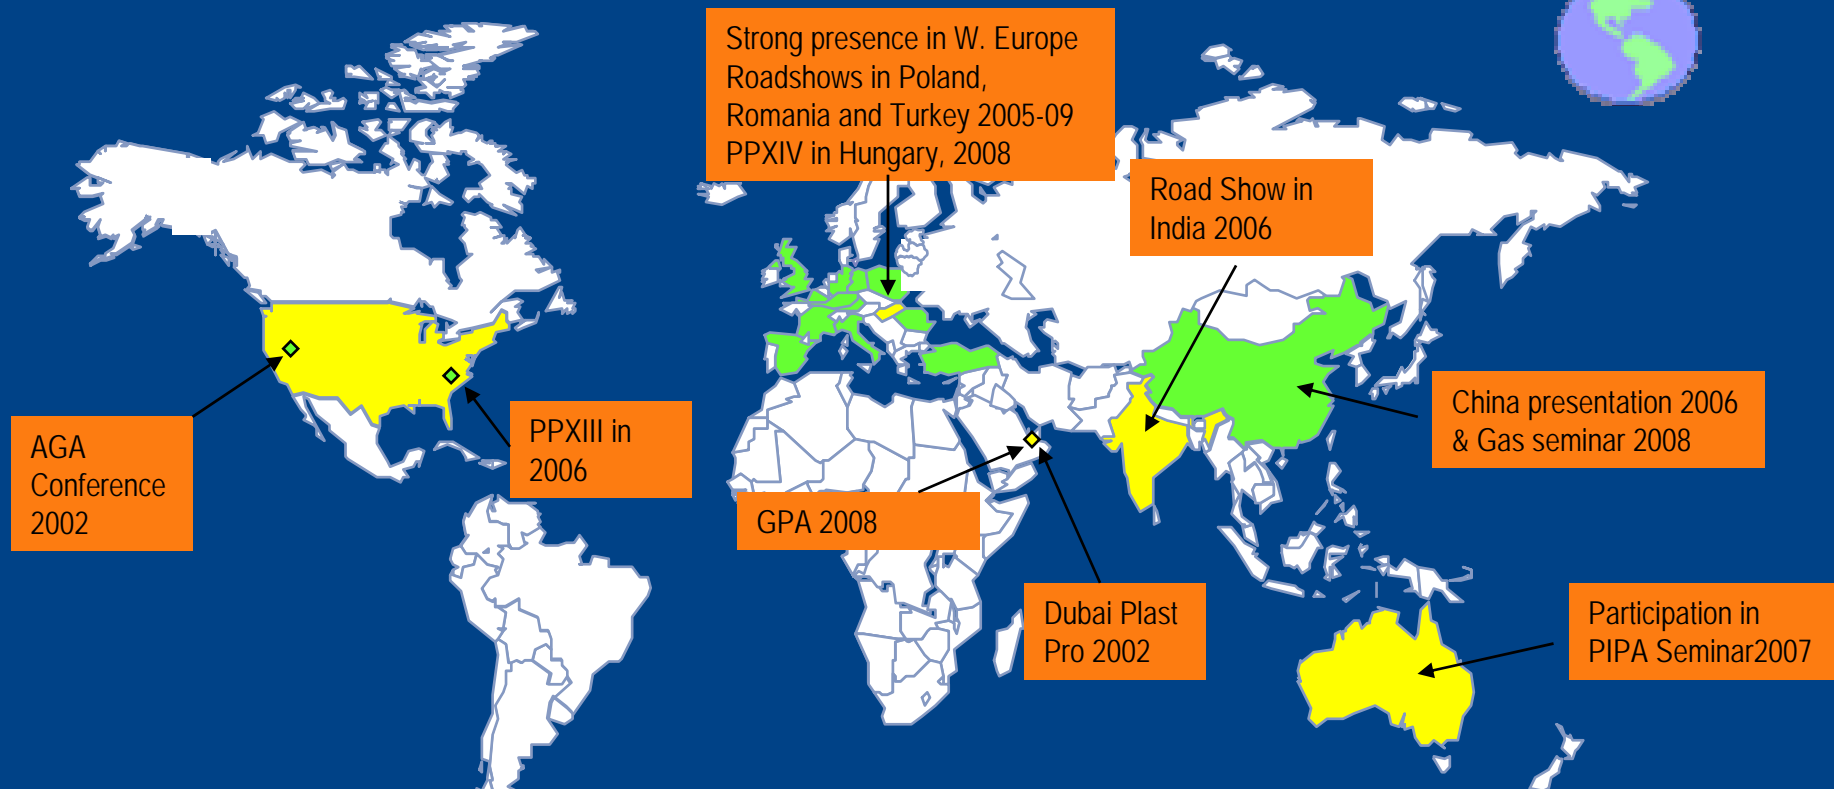 Strong presence in W. Europe
Roadshows in Poland,
Romania and Turkey 2005-09
PPXIV in Hungary, 2008
Road Show in
India 2006
AGA
Conference
2002
PPXIII in
2006
China presentation 2006
& Gas seminar 2008
GPA 2008
Dubai Plast
Pro 2002
Participation in
PIPA Seminar2007